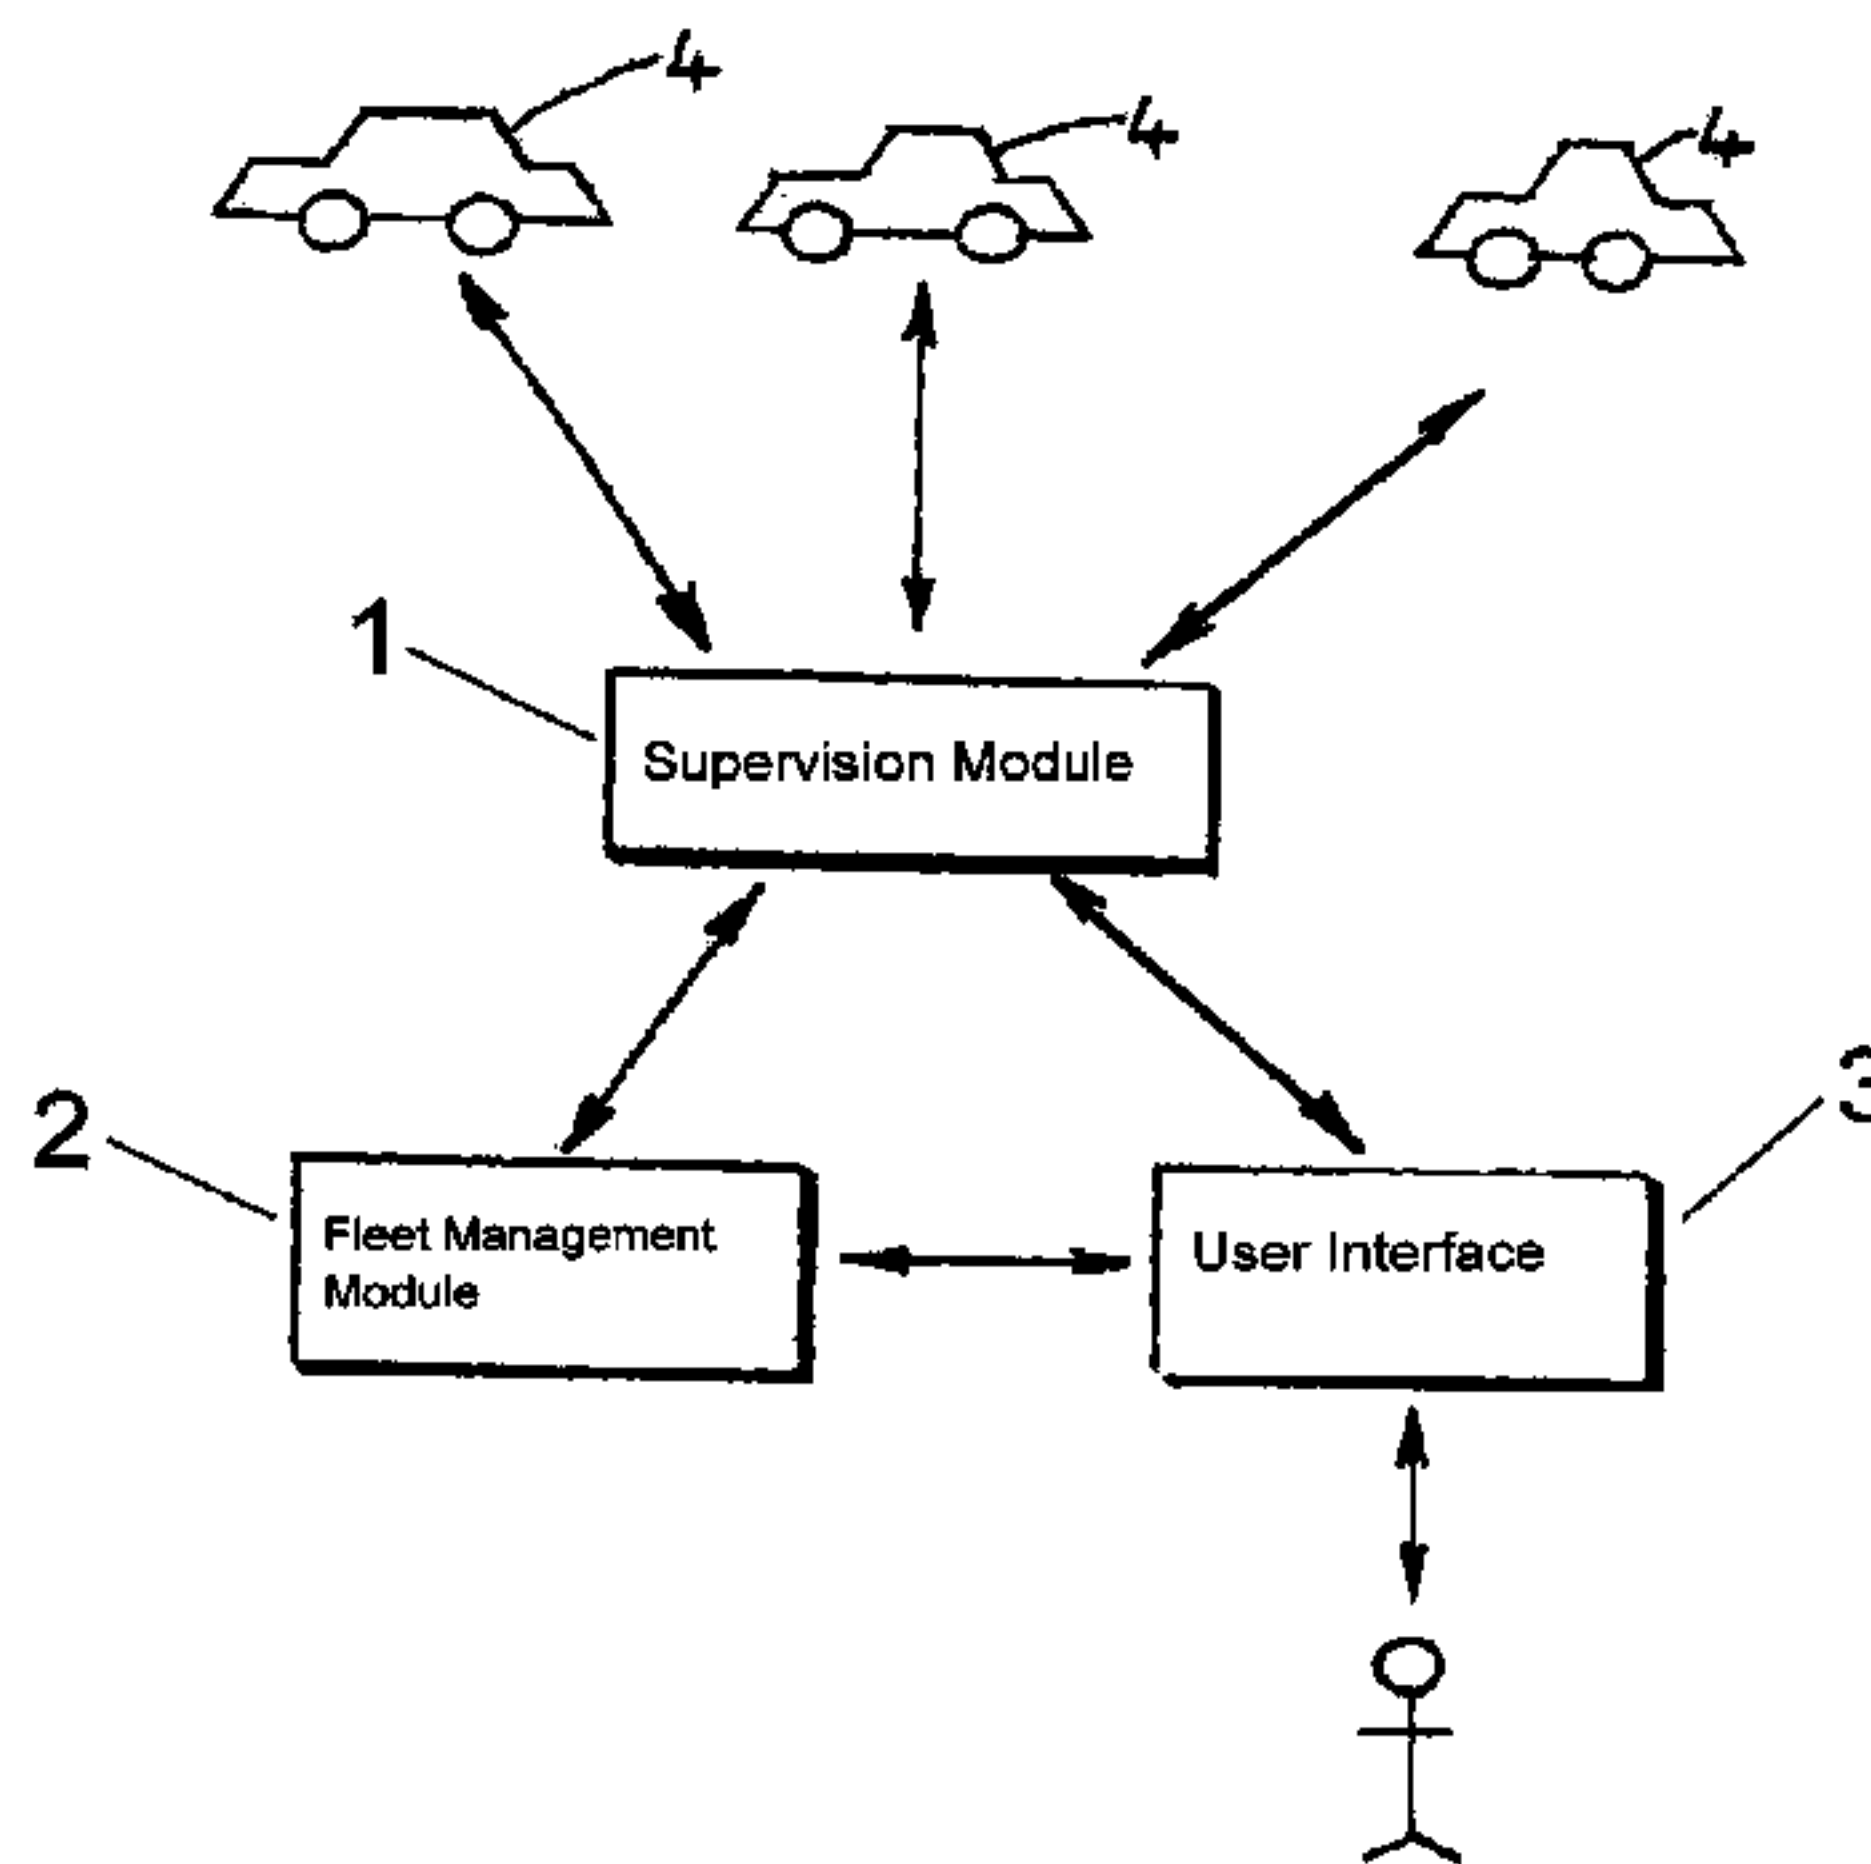 4
4
4
1
Supervision Module
2
3
Fleet Management
Module
User Interface